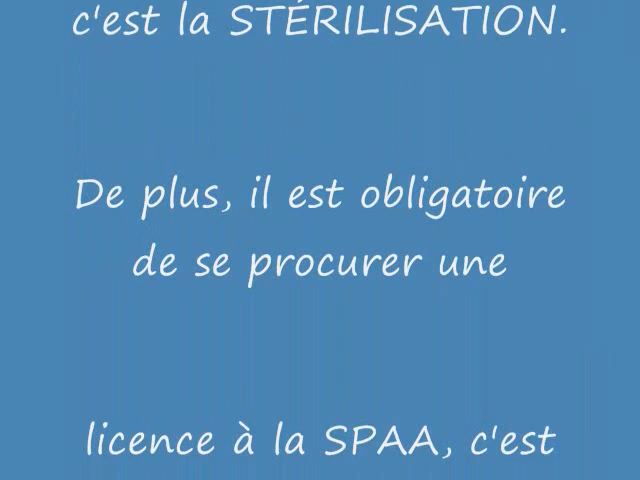 c'est la STÉRILISATION.
De plus, il est obligatoire
de se procurer une
licence à la SPAA, c'est